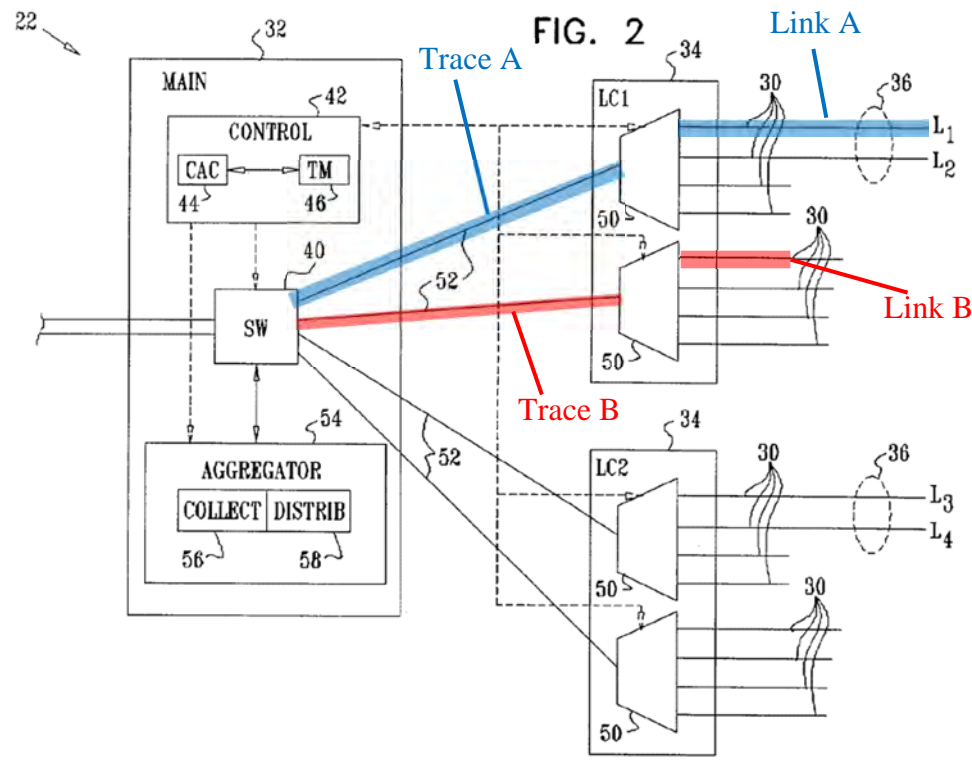 22
32
FIG. 2
Link A
Trace A
34
MAIN
42
LC1
30
36
CONTROL
L1
CAC
TM
L2
44
46
50
30
40
52
52
SW
Link B
50
Trace B
54
34
52
30
36
AGGREGATOR
LC2
L3
COLLECT DISTRIB
L4
56
58
50
30
50